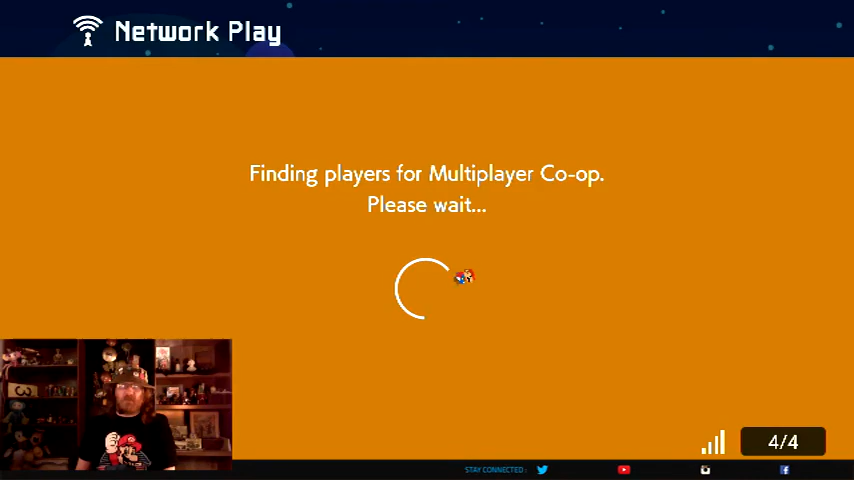 Network Play
Finding players for Multiplayer Co-op.
Please wait...
4/4
STAY CONNECTED :